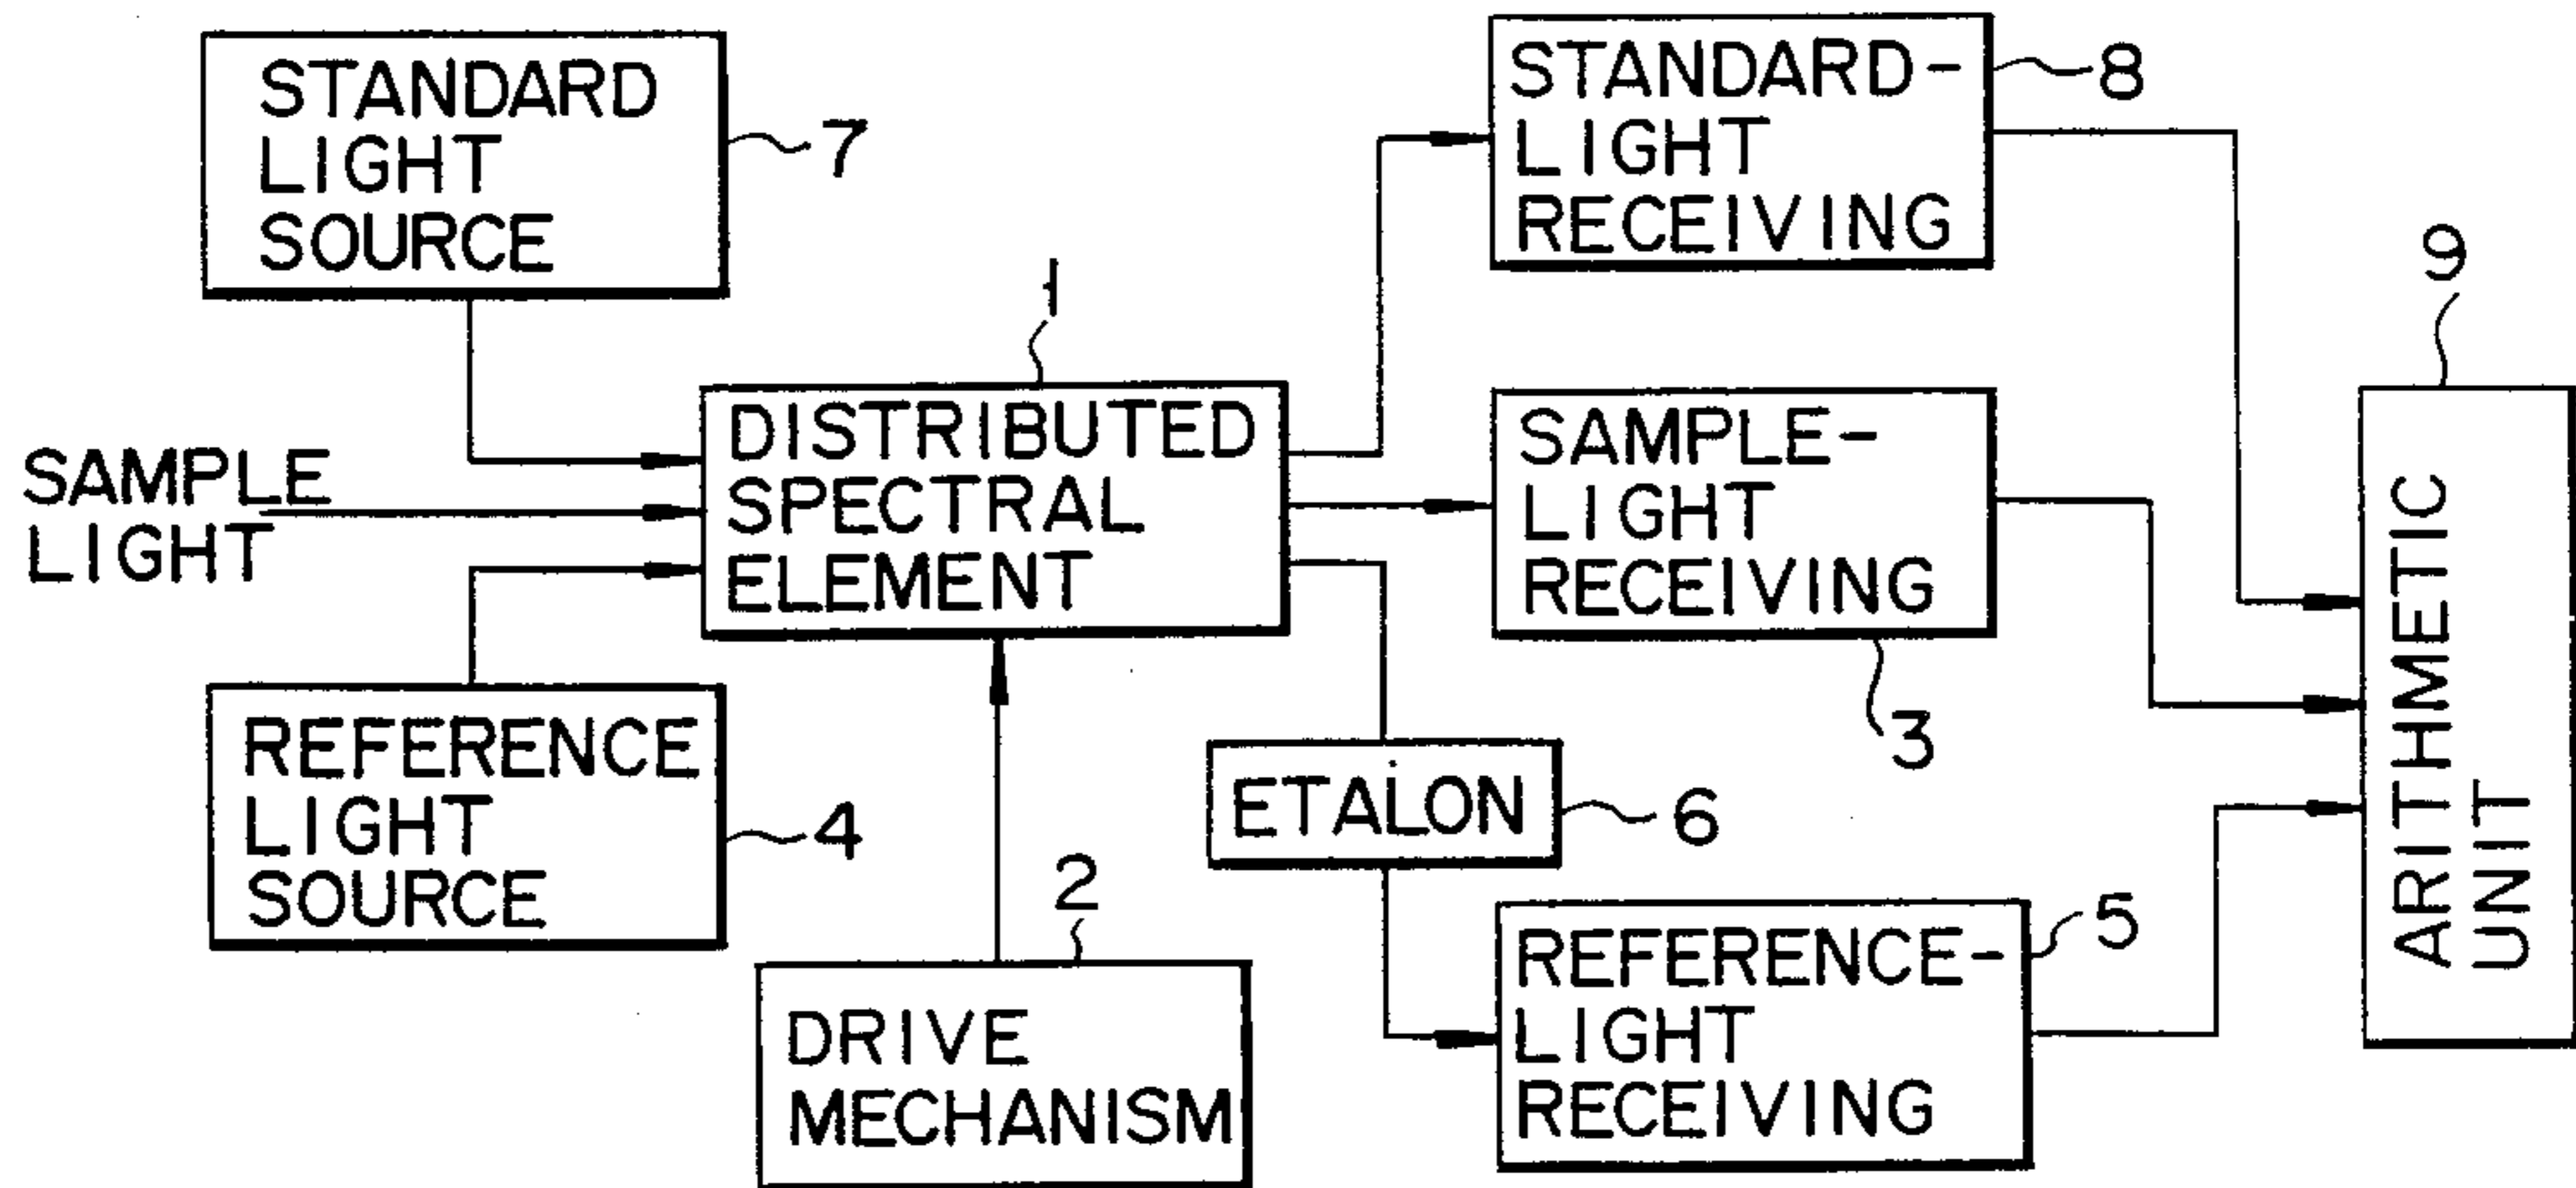 STANDARD
LIGHT
SOURCE
7
STANDARD-
LIGHT
RECEIVING
8
SAMPLE
LIGHT
1
DISTRIBUTED
SPECTRAL
ELEMENT
SAMPLE-
LIGHT
RECEIVING
3
9
ARITHMETIC
UNIT
REFERENCE
LIGHT
SOURCE
4
ETALON
6
2
DRIVE
MECHANISM
REFERENCE-
LIGHT
RECEIVING
5